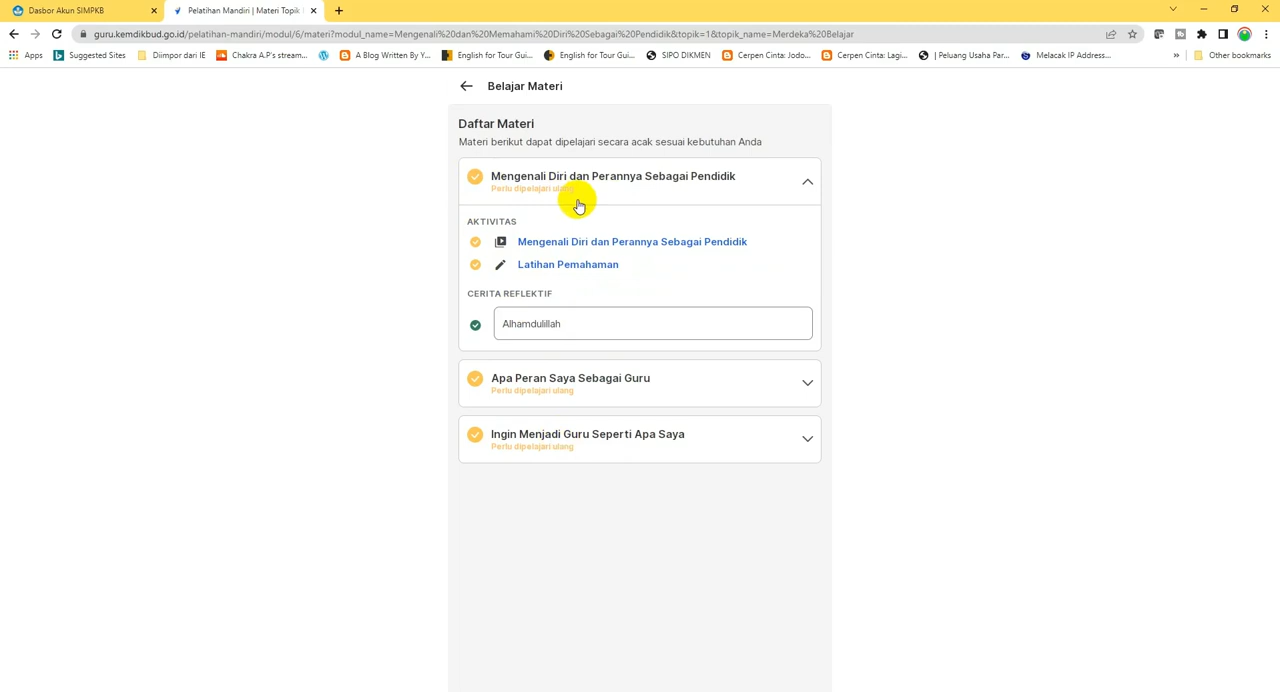 Dasbor Akun SIMPKB
Pelatihan Mandiri | Materi Topik
guru.kemdikbud.go.id/pelatihan-mandiri/modul/6/materi?modul_name=Mengenali%20dan%20Memahami%20Diri%20Sebagai%20Pendidik&topik=1&topik_name=Merdeka%20Belajar
Apps
Suggested Sites
Diimpor dari IE
Chakra A.P's stream...
A Blog Written By Y...
English for Tour Gui...
English for Tour Gui...
SIPO DIKMEN
Cerpen Cinta: Jodo...
Cerpen Cinta: Lagi...
| Peluang Usaha Par...
Melacak IP Address...
»
Other bookmarks
Belajar Materi
Daftar Materi
Materi berikut dapat dipelajari secara acak sesuai kebutuhan Anda
Mengenali Diri dan Perannya Sebagai Pendidik
Perlu dipelajari ulang
AKTIVITAS
Mengenali Diri dan Perannya Sebagai Pendidik
Latihan Pemahaman
CERITA REFLEKTIF
Alhamdulillah
Apa Peran Saya Sebagai Guru
Perlu dipelajari ulang
Ingin Menjadi Guru Seperti Apa Saya
Perlu dipelajari ulang